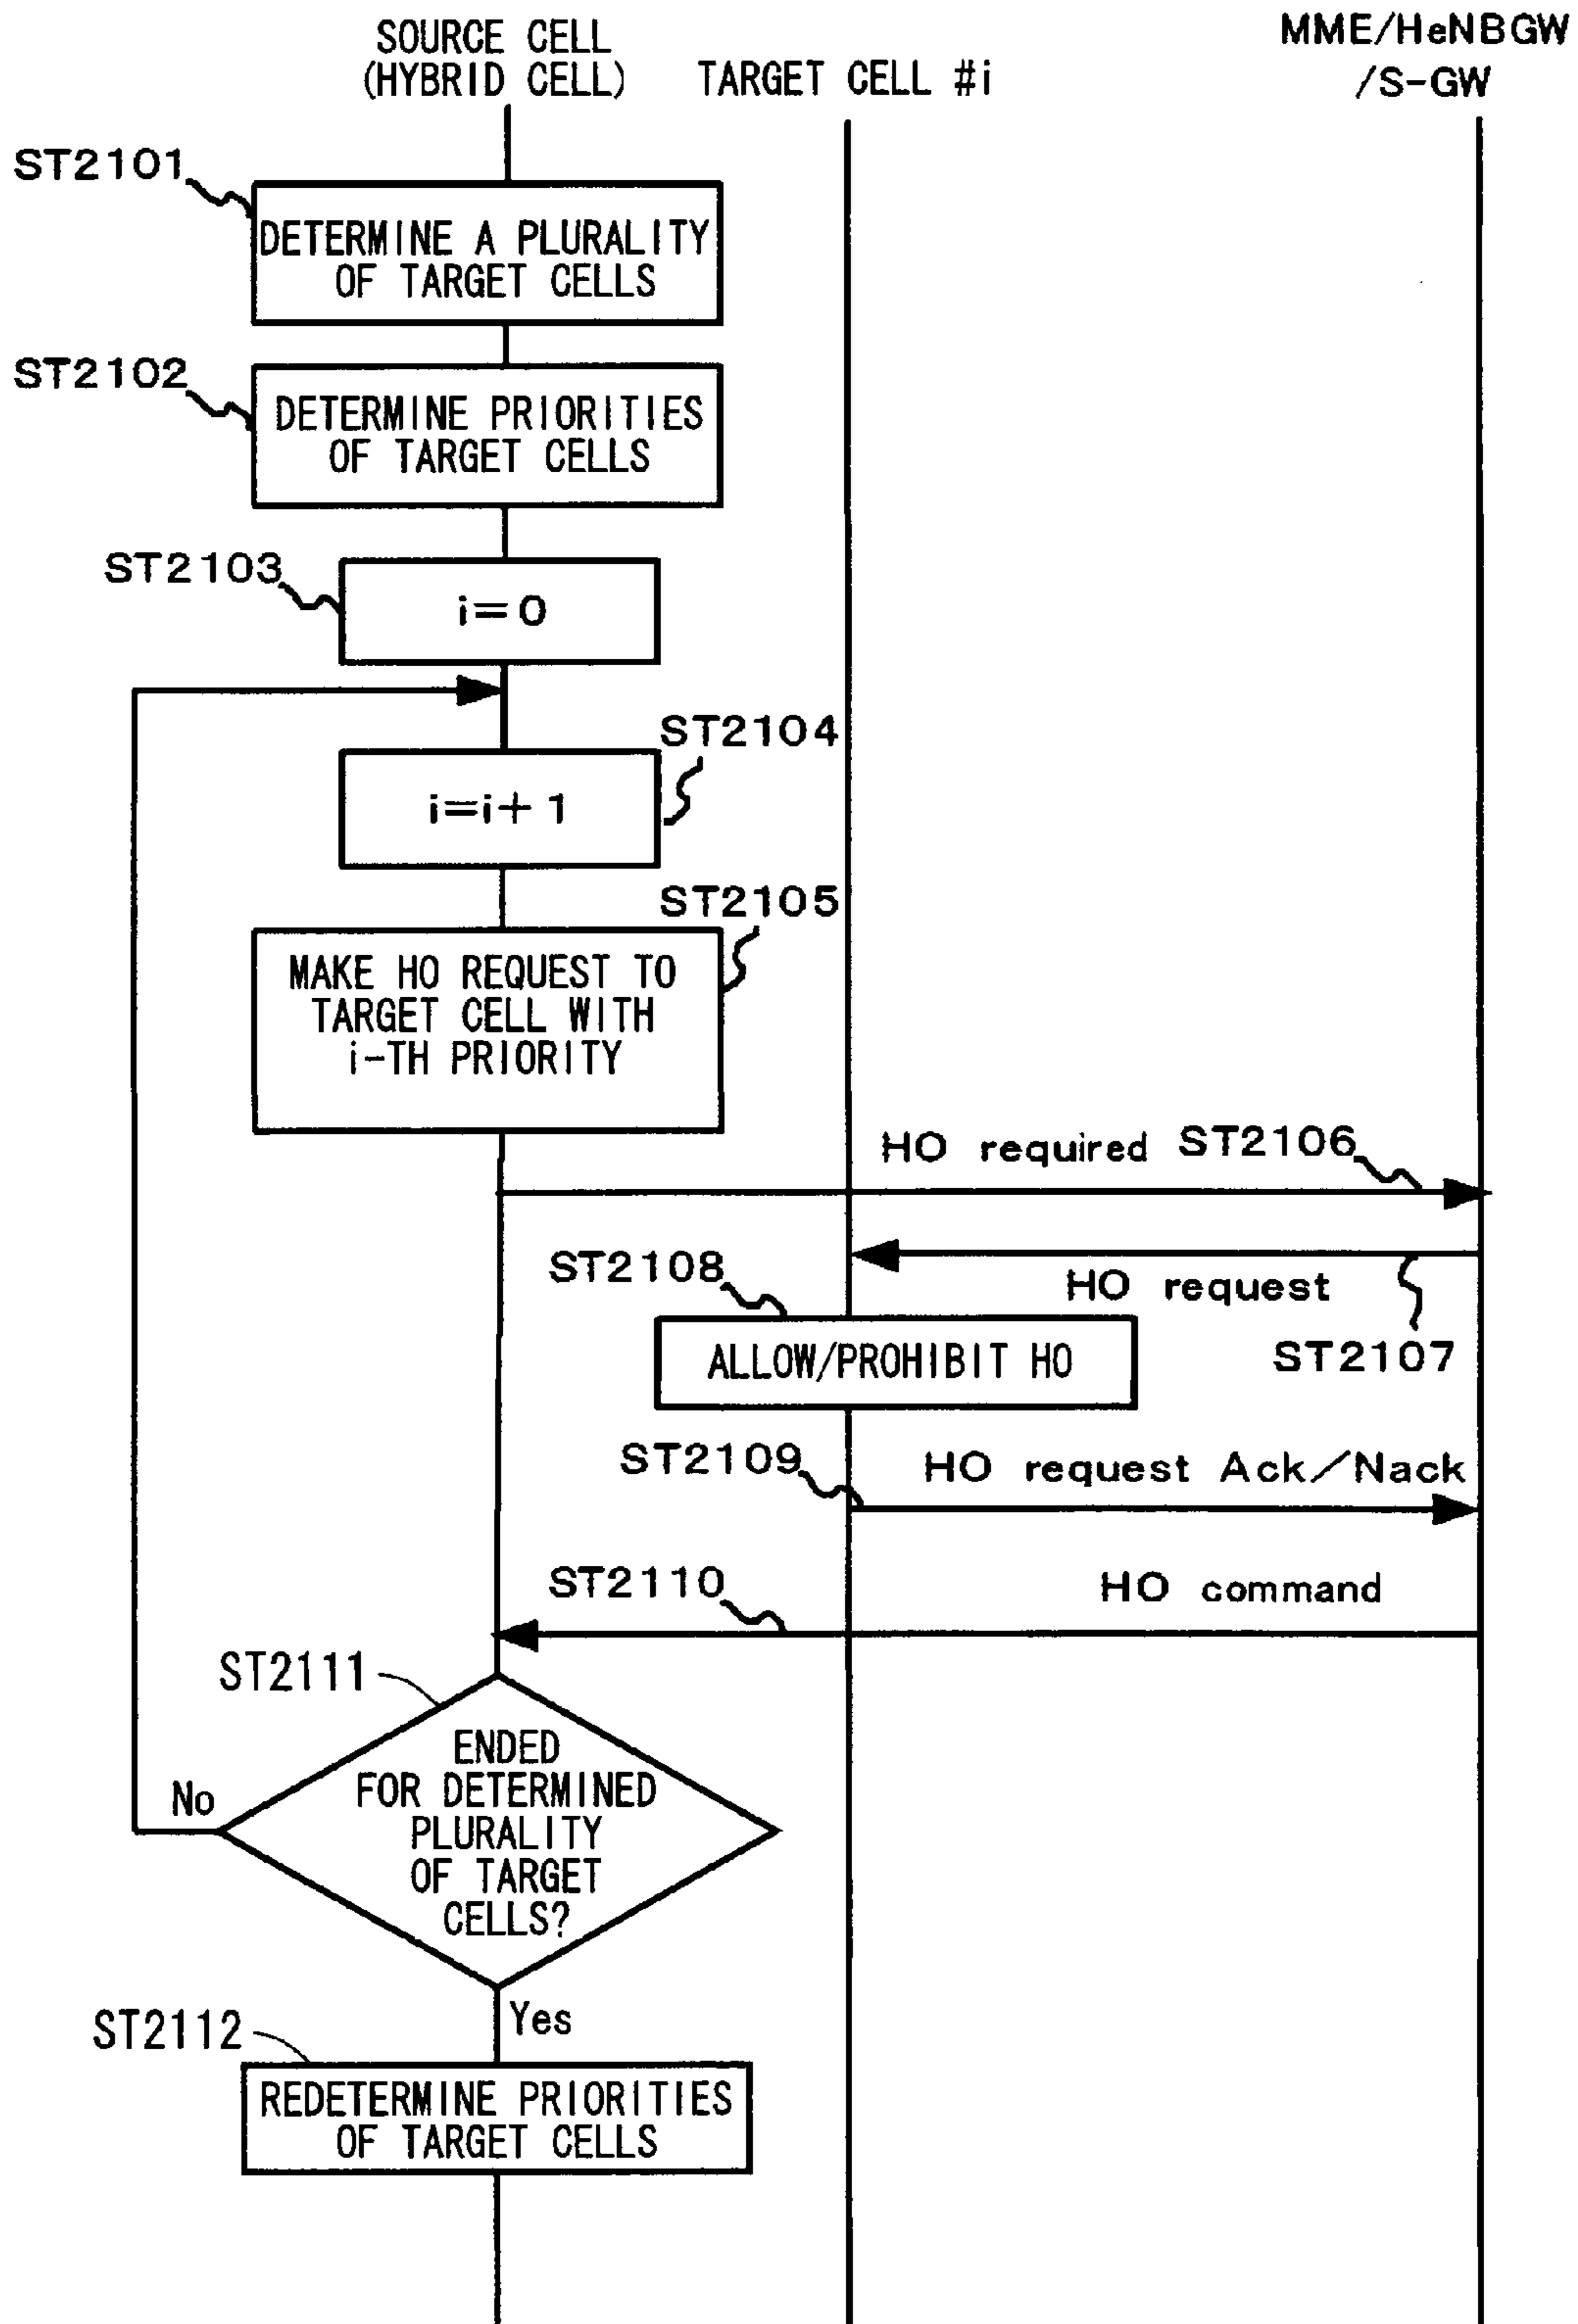 SOURCE CELL
(HYBRID CELL)
TARGET CELL #i
MME/HeNBGW
/S-GW
ST2101
DETERMINE A PLURALITY
OF TARGET CELLS
ST2102
DETERMINE PRIORITIES
OF TARGET CELLS
ST2103
i=0
ST2104
i=i+1
ST2105
MAKE HO REQUEST TO
TARGET CELL WITH
i-TH PRIORITY
HO required ST2106
ST2108
HO request
ST2107
ALLOW/PROHIBIT HO
ST2109
HO request Ack/Nack
ST2110
HO command
ST2111
ENDED
FOR DETERMINED
PLURALITY
OF TARGET
CELLS?
No
Yes
ST2112
REDETERMINE PRIORITIES
OF TARGET CELLS